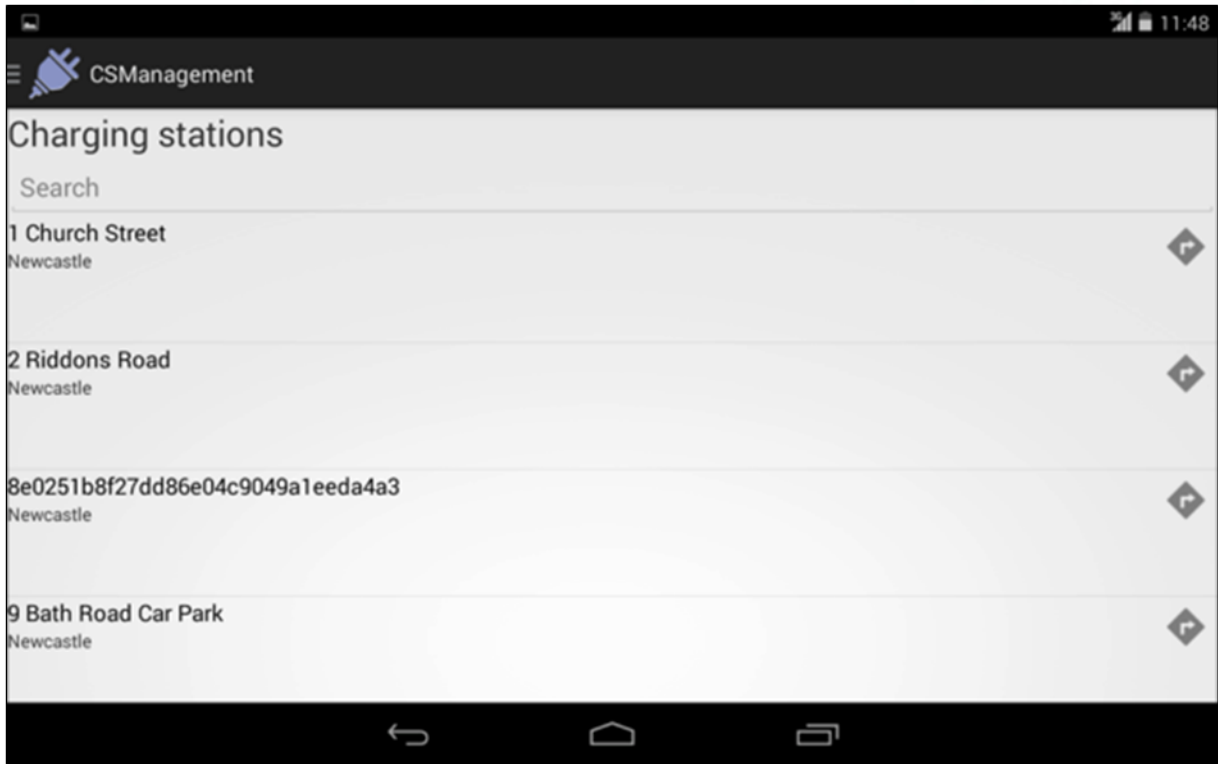 3G 11:48
CSManagement
Charging stations
Search
1 Church Street
Newcastle
2 Riddons Road
Newcastle
8e0251b8f27dd86e04c9049a1eeda4a3
Newcastle
9 Bath Road Car Park
Newcastle